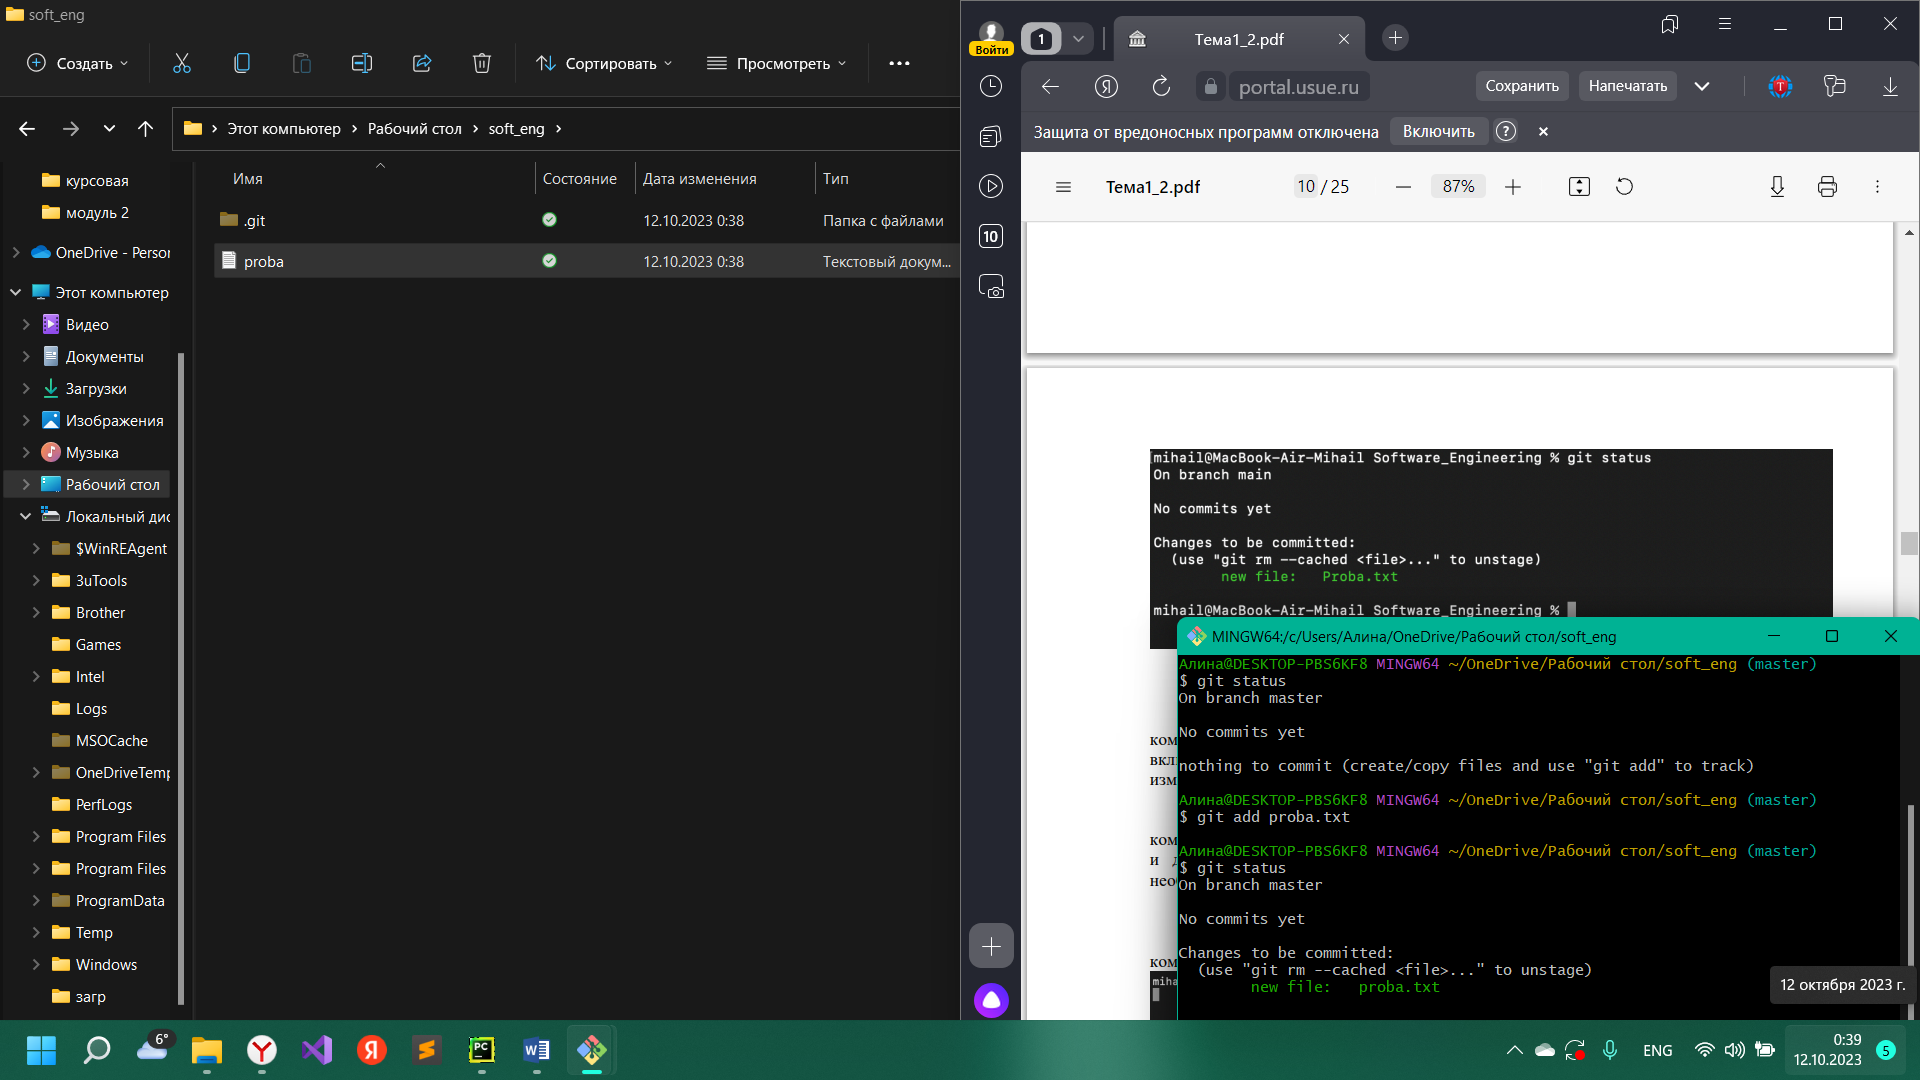 soft_eng
Создать
Сортировать
Просмотреть
Этот компьютер
Рабочий стол
soft_eng
Имя
Состояние
Дата изменения
Тип
.git
12.10.2023 0:38
Папка с файлами
proba
12.10.2023 0:38
Текстовый докум...
курсовая
модуль 2
OneDrive - Person
Этот компьютер
Видео
Документы
Загрузки
Изображения
Музыка
Рабочий стол
Локальный дис
$WinREAgent
3uTools
Brother
Games
Intel
Logs
MSOCache
OneDriveTemp
PerfLogs
Program Files
Program Files
ProgramData
Temp
Windows
загр
Войти
1
Тема1_2.pdf
portal.usue.ru
Сохранить
Напечатать
Защита от вредоносных программ отключена
Включить
?
10
Тема1_2.pdf
10 / 25
87%
mihail@MacBook-Air-Mihail Software_Engineering % git status
On branch main
No commits yet
Changes to be committed:
(use "git rm --cached <file>..." to unstage)
new file: Proba.txt
mihail@MacBook-Air-Mihail Software_Engineering %
MINGW64:/c/Users/Алина/OneDrive/Рабочий стол/soft_eng
Алина@DESKTOP-PBS6KF8 MINGW64 ~/OneDrive/Рабочий стол/soft_eng (master)
$ git status
On branch master
No commits yet
nothing to commit (create/copy files and use "git add" to track)
Алина@DESKTOP-PBS6KF8 MINGW64 ~/OneDrive/Рабочий стол/soft_eng (master)
$ git add proba.txt
Алина@DESKTOP-PBS6KF8 MINGW64 ~/OneDrive/Рабочий стол/soft_eng (master)
$ git status
On branch master
No commits yet
Changes to be committed:
(use "git rm --cached <file>..." to unstage)
new file: proba.txt
ком
вкл
изм
ком
и
нео
ком
miha
12 октября 2023 г.
6°
PC
ENG
0:39
12.10.2023
5